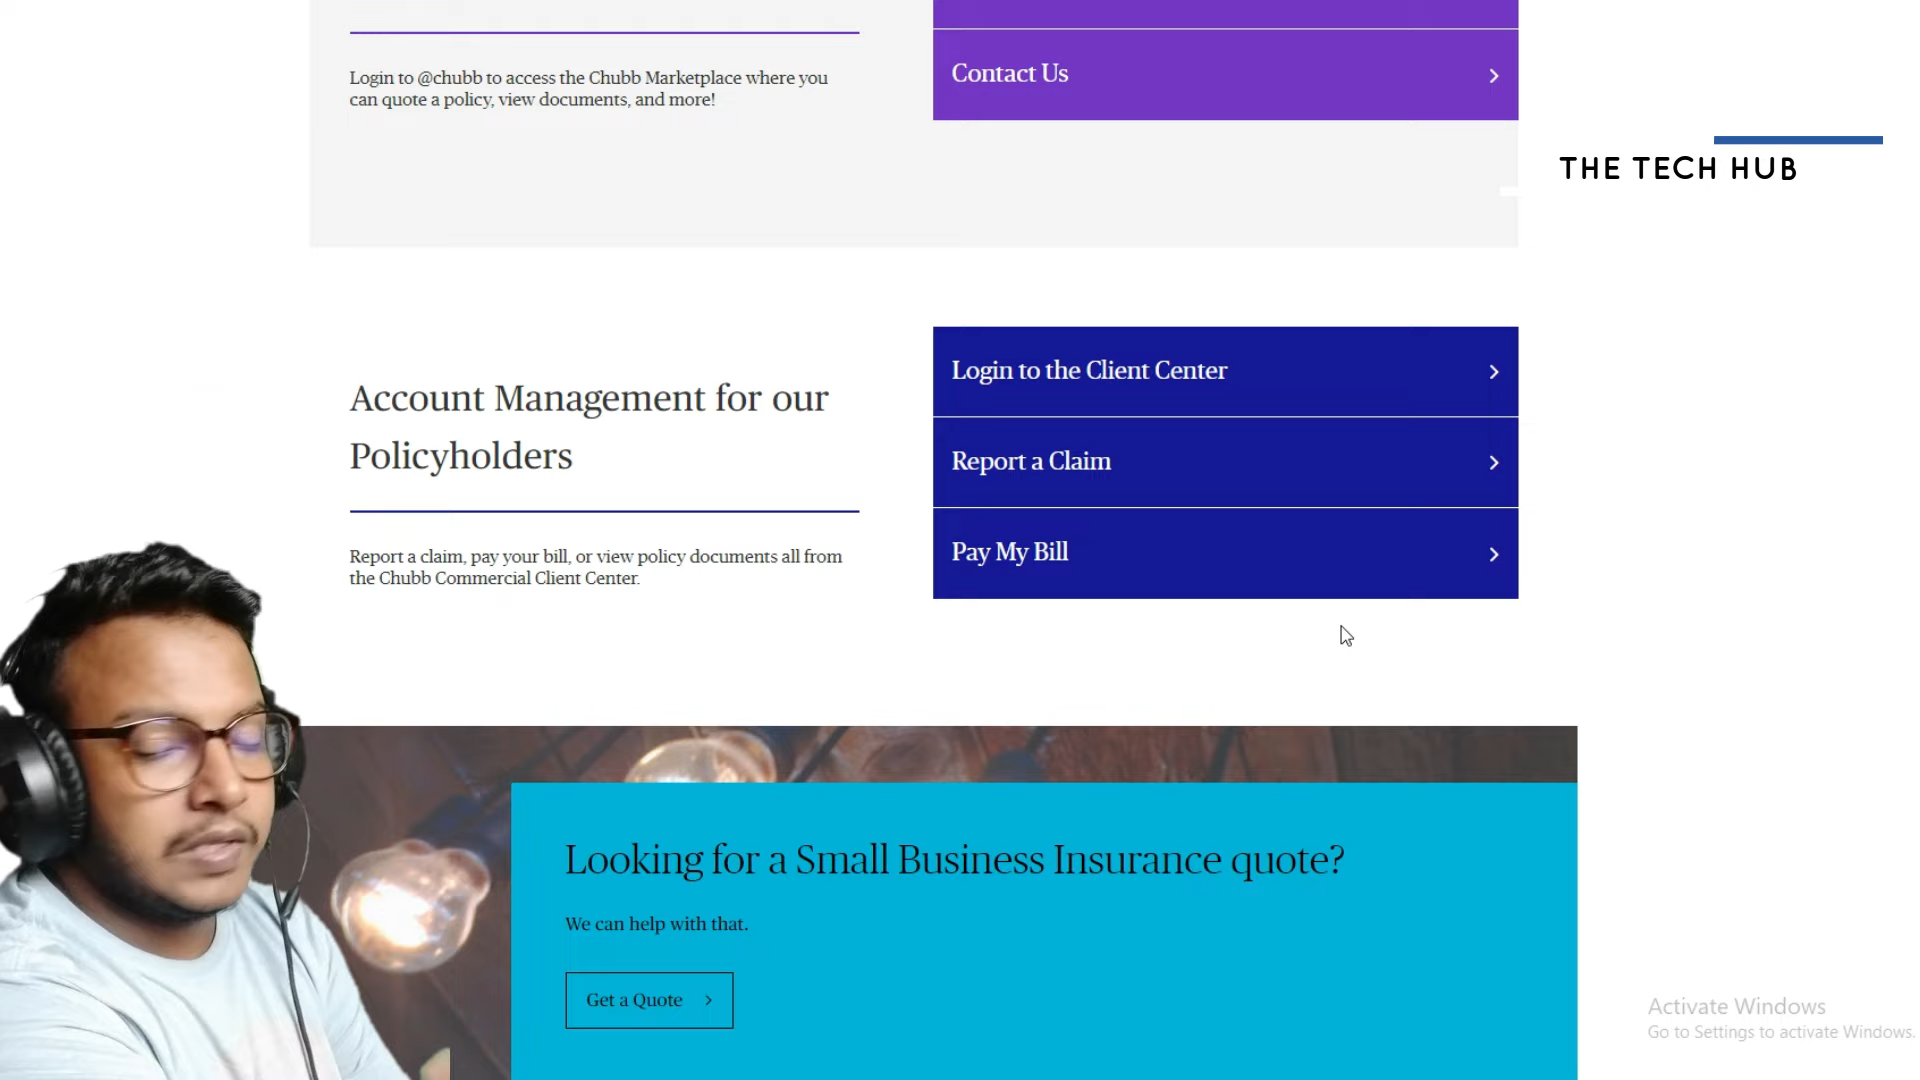 Login to @chubb to access the Chubb Marketplace where you
can quote a policy, view documents, and more!
Contact Us
THE TECH HUB
Account Management for our
Policyholders
Report a claim, pay your bill, or view policy documents all from
the Chubb Commercial Client Center.
Login to the Client Center
Report a Claim
Pay My Bill
Looking for a Small Business Insurance quote?
We can help with that.
Get a Quote
Activate Windows
Go to Settings to activate Windows.